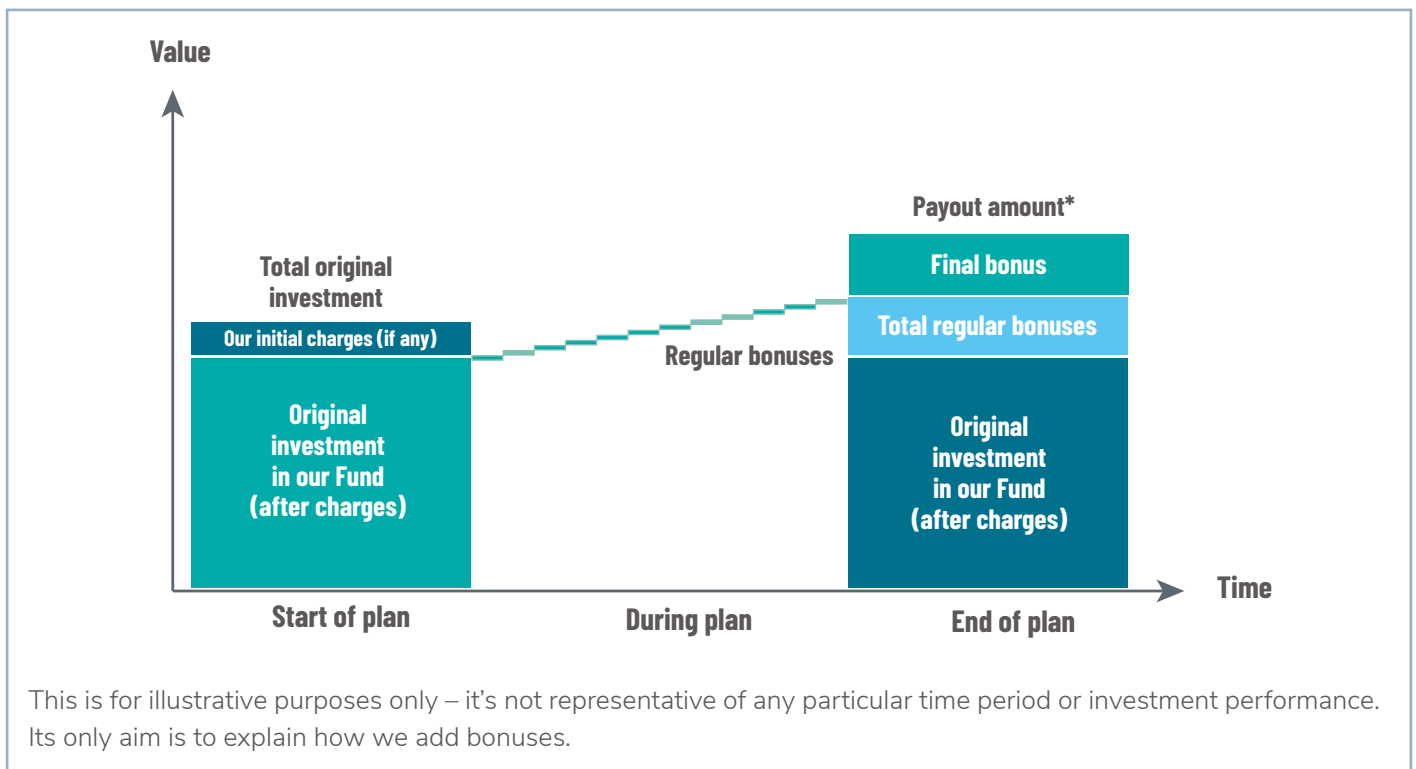 Value
Payout amount*
Final bonus
Total original
investment
Our initial charges (if any)
Total regular bonuses
Regular bonuses
Original
investment
in our Fund
(after charges)
Original
investment
in our Fund
(after charges)
Time
Start of plan
During plan
End of plan
This is for illustrative purposes only – it’s not representative of any particular time period or investment performance.
Its only aim is to explain how we add bonuses.